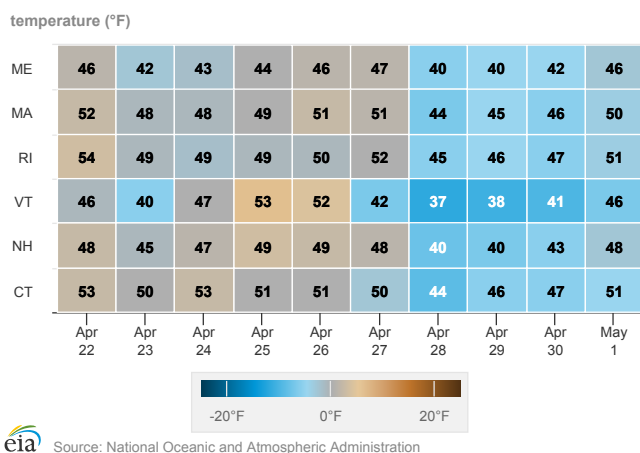 temperature (°F)
ME 46 42 43 44 46 47 40 40 42 46
MA 52 48 48 49 51 51 44 45 46 50
RI 54 49 49 49 50 52 45 46 47 51
VT 46 40 47 53 52 42 37 38 41 46
NH 48 45 47 49 49 48 40 40 43 48
CT 53 50 53 51 51 50 44 46 47 51
Apr Apr Apr Apr Apr Apr Apr Apr Apr May
22 23 24 25 26 27 28 29 30 1
-20°F 0°F 20°F
eia Source: National Oceanic and Atmospheric Administration